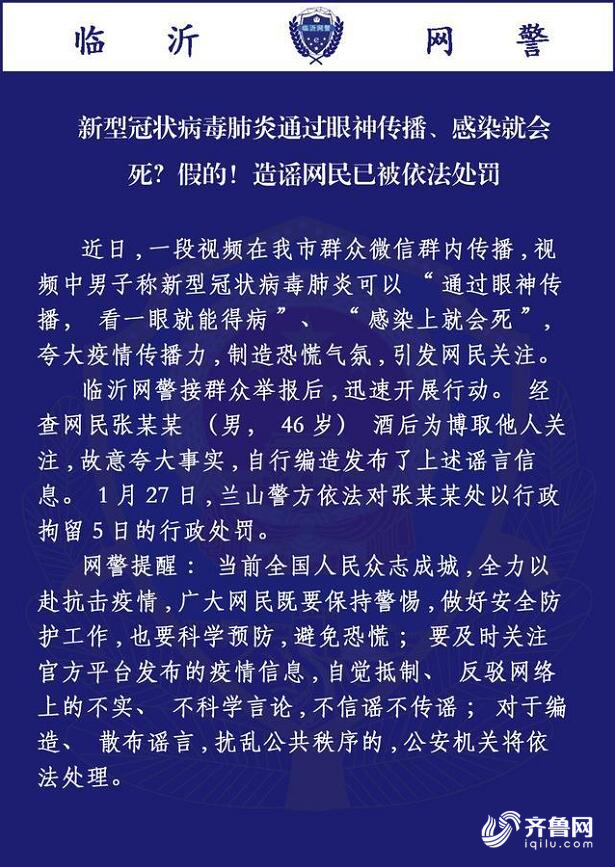 临沂 网警
临沂网警
新型冠状病毒肺炎通过眼神传播、感染就会
死？假的！造谣网民已被依法处罚
近日，一段视频在我市群众微信群内传播，视
频中男子称新型冠状病毒肺炎可以“通过眼神传
播，看一眼就能得病”、“感染上就会死”，
夸大疫情传播力，制造恐慌气氛，引发网民关注。
临沂网警接群众举报后，迅速开展行动。经
查网民张某某（男，46岁）酒后为博取他人关
注，故意夸大事实，自行编造发布了上述谣言信
息。1月27日，兰山警方依法对张某某处以行政
拘留5日的行政处罚。
网警提醒：当前全国人民众志成城，全力以
赴抗击疫情，广大网民既要保持警惕，做好安全防
护工作，也要科学预防，避免恐慌；要及时关注
官方平台发布的疫情信息，自觉抵制、反驳网络
上的不实、不科学言论，不信谣不传谣；对于编
造、散布谣言，扰乱公共秩序的，公安机关将依
法处理。
齐鲁网
iqilu.com